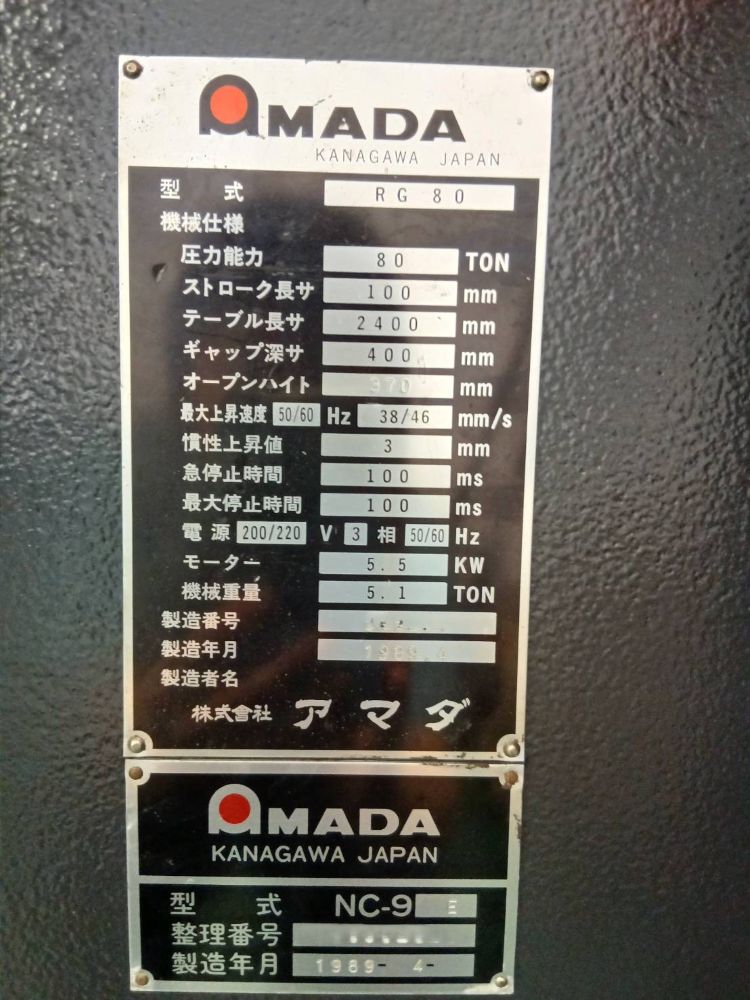 AMADA
KANAGAWA JAPAN
型式 RG 80
機械仕様
圧力能力 80 TON
ストローク長サ 100 mm
テーブル長サ 2400 mm
ギャップ深サ 400 mm
オープンハイト 370 mm
最大上昇速度 50/60 Hz 38/46 mm/s
慣性上昇値 3 mm
急停止時間 100 ms
最大停止時間 100 ms
電源 200/220 V 3 相 50/60 Hz
モーター 5.5 KW
機械重量 5.1 TON
製造番号
製造年月 1989.4
製造者名
株式會社 アマダ
AMADA
KANAGAWA JAPAN
型式 NC-9 E
整理番号
製造年月 1989- 4-